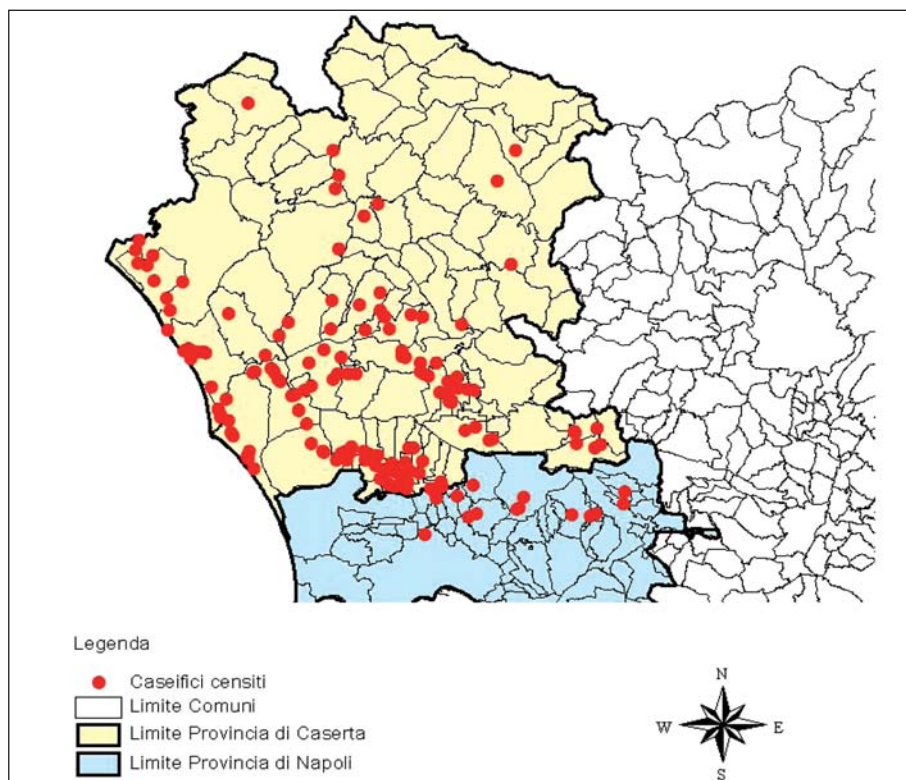 Legenda
Caseifici censiti
Limite Comuni
Limite Provincia di Caserta
Limite Provincia di Napoli
N
W E
S